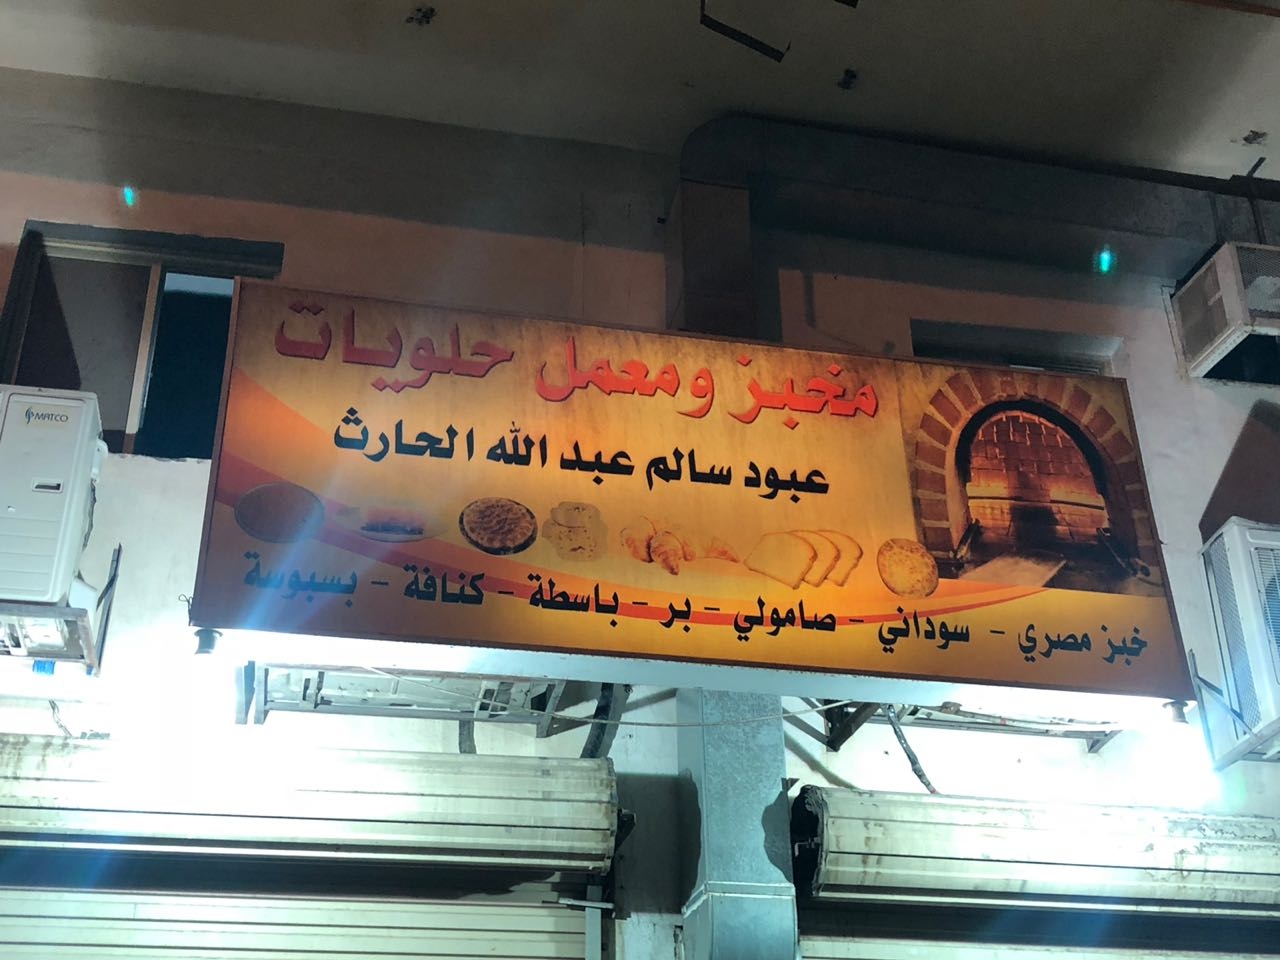 مخبز ومعمل حلويات
عبود سالم عبد الله الحارث
خبز مصري - سوداني - صامولي - بر - باسطة - كنافة - بسبوسة
MATCO